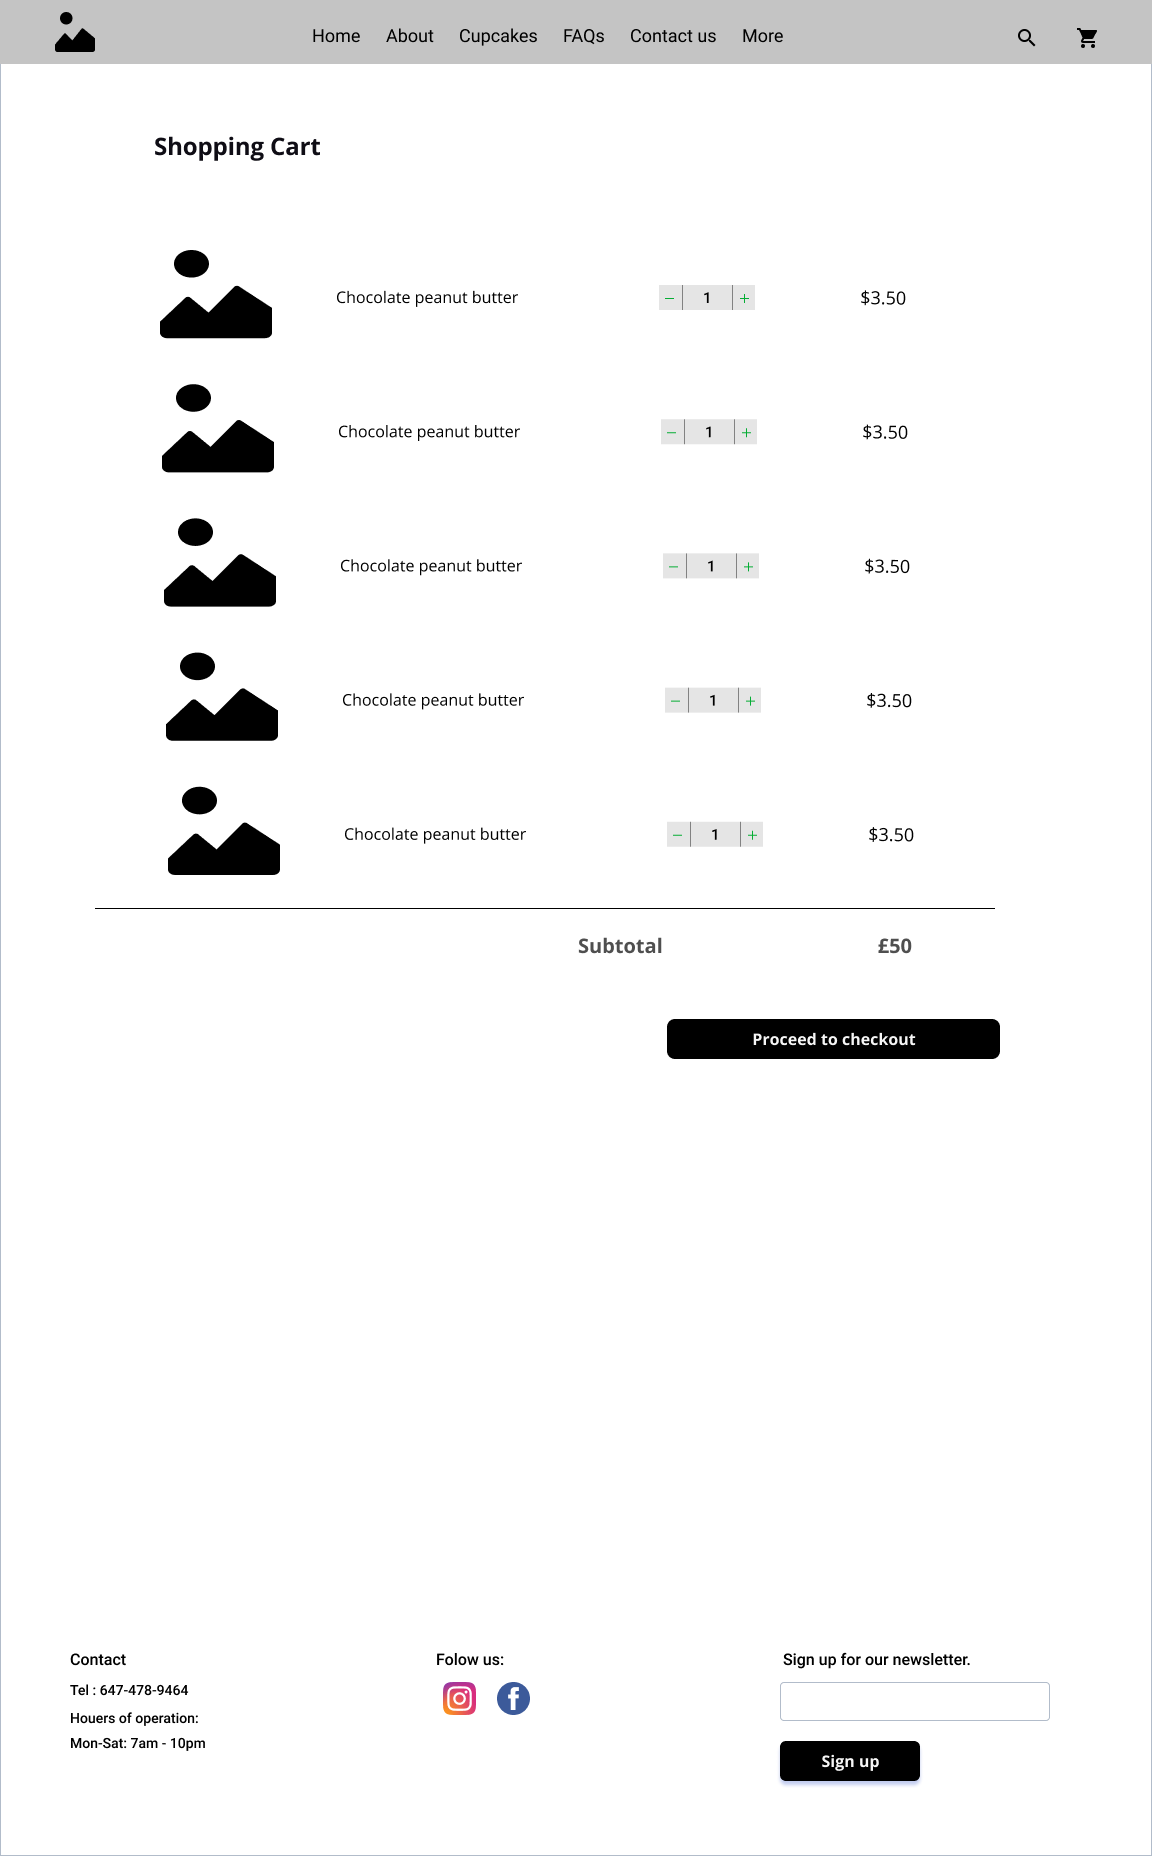 Home About Cupcakes FAQs Contact us More
Shopping Cart
Chocolate peanut butter − 1 + $3.50
Chocolate peanut butter − 1 + $3.50
Chocolate peanut butter − 1 + $3.50
Chocolate peanut butter − 1 + $3.50
Chocolate peanut butter − 1 + $3.50
Subtotal £50
Proceed to checkout
Contact
Tel : 647-478-9464
Houers of operation:
Mon-Sat: 7am - 10pm
Folow us:
Sign up for our newsletter.
Sign up